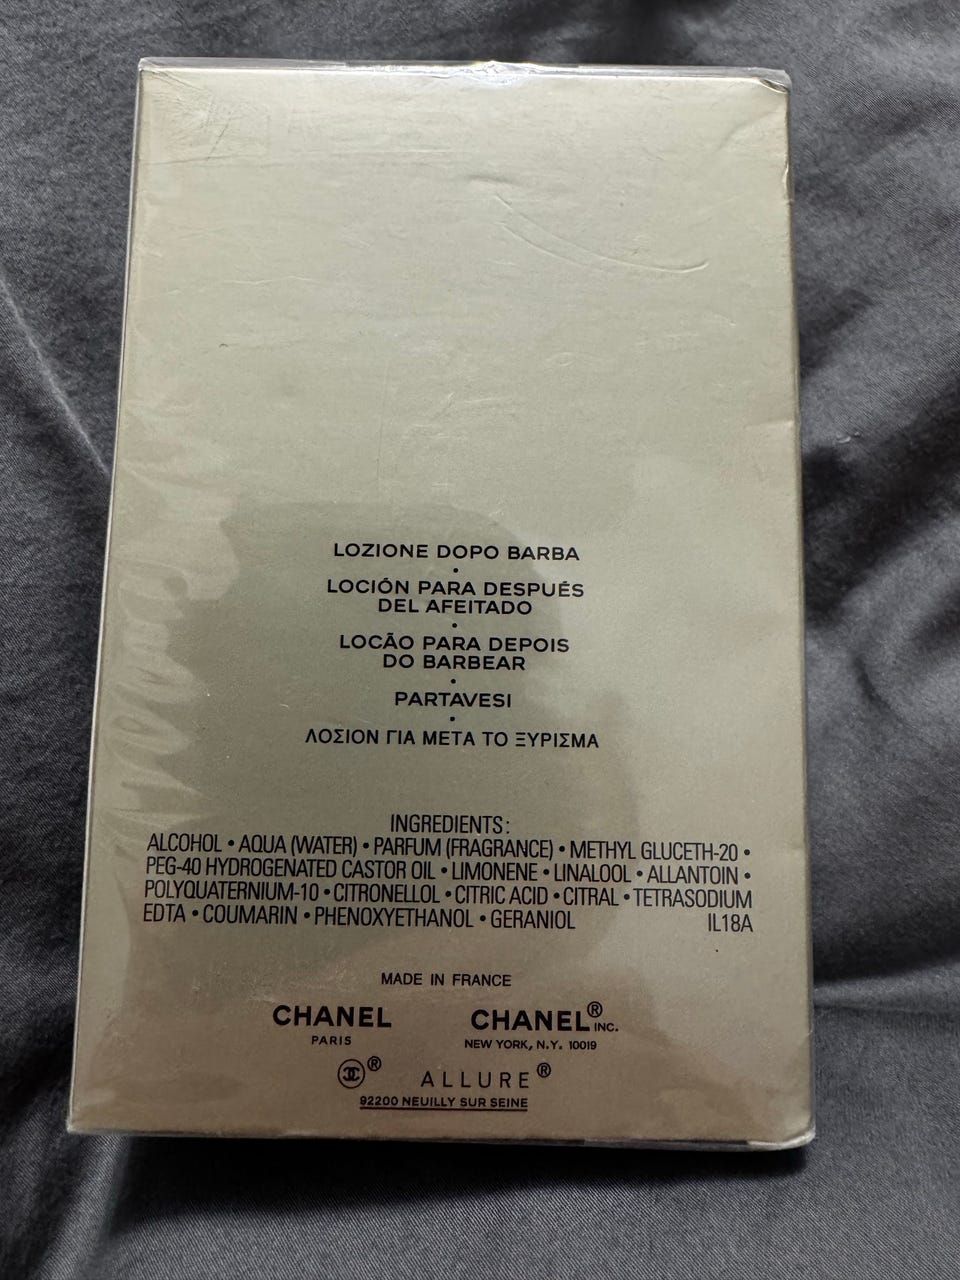 LOZIONE DOPO BARBA
•
LOCIÓN PARA DESPUÉS
DEL AFEITADO
•
LOCÃO PARA DEPOIS
DO BARBEAR
•
PARTAVESI
•
ΛΟΣΙΟΝ ΓΙΑ ΜΕΤΑ ΤΟ ΞΥΡΙΣΜΑ
INGREDIENTS:
ALCOHOL • AQUA (WATER) • PARFUM (FRAGRANCE) • METHYL GLUCETH-20 •
PEG-40 HYDROGENATED CASTOR OIL • LIMONENE • LINALOOL • ALLANTOIN •
POLYQUATERNIUM-10 • CITRONELLOL • CITRIC ACID • CITRAL • TETRASODIUM
EDTA • COUMARIN • PHENOXYETHANOL • GERANIOL IL18A
MADE IN FRANCE
CHANEL CHANEL® INC.
PARIS NEW YORK, N.Y. 10019
® ALLURE®
92200 NEUILLY SUR SEINE